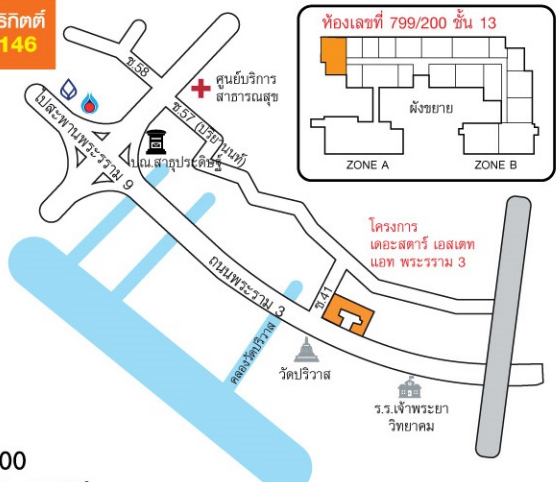 ริกิตติ์
146
ห้องเลขที่ 799/200 ชั้น 13
ผังขยาย
ZONE A
ZONE B
ซ.58
ศูนย์บริการ
สาธารณสุข
ซ.57 (ปริยานนท์)
ปณ.สาธุประดิษฐ์
ไปสะพานพระราม 9
โครงการ
เดอะสตาร์ เอสเตท
แอท พระราม 3
ถนนพระราม 3
ซ.41
คลองวัดปริวาส
วัดปริวาส
ร.ร.เจ้าพระยา
วิทยาคม
00